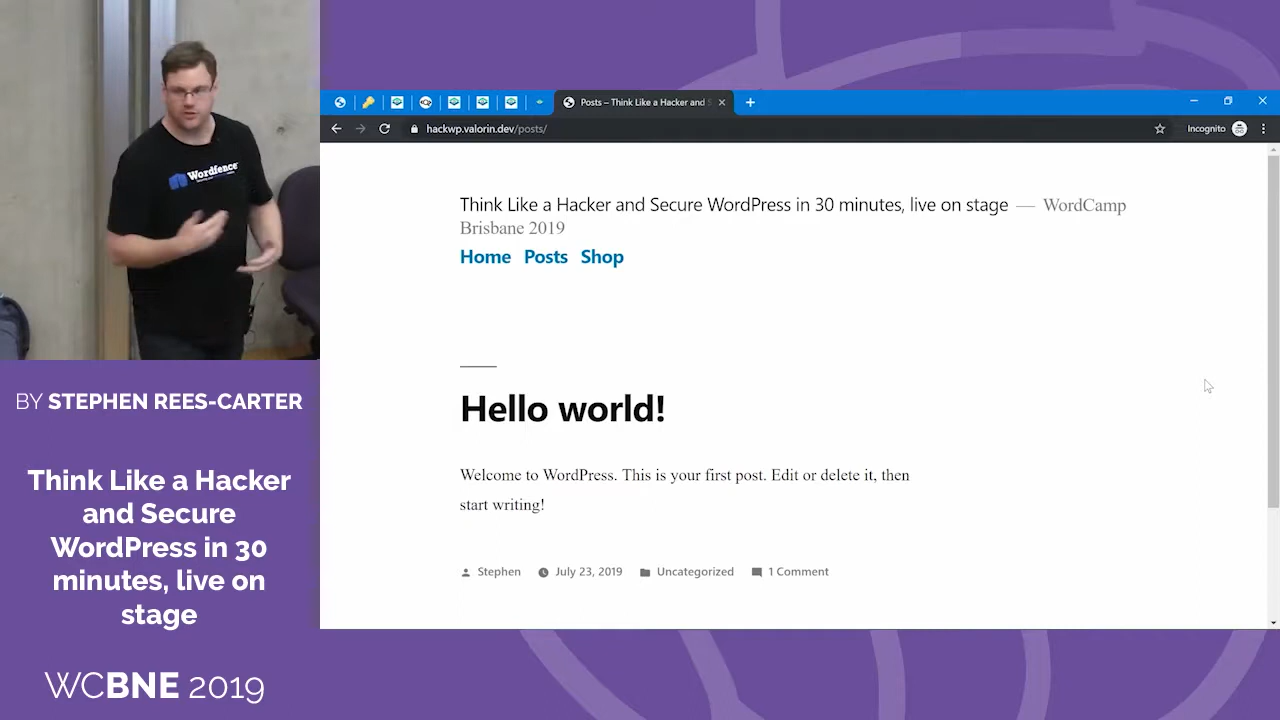 Wordfence
BY STEPHEN REES-CARTER
Think Like a Hacker
and Secure
WordPress in 30
minutes, live on
stage
WCBNE 2019
Posts – Think Like a Hacker and S
hackwp.valorin.dev/posts/
Incognito
Think Like a Hacker and Secure WordPress in 30 minutes, live on stage — WordCamp
Brisbane 2019
Home Posts Shop
Hello world!
Welcome to WordPress. This is your first post. Edit or delete it, then
start writing!
Stephen July 23, 2019 Uncategorized 1 Comment